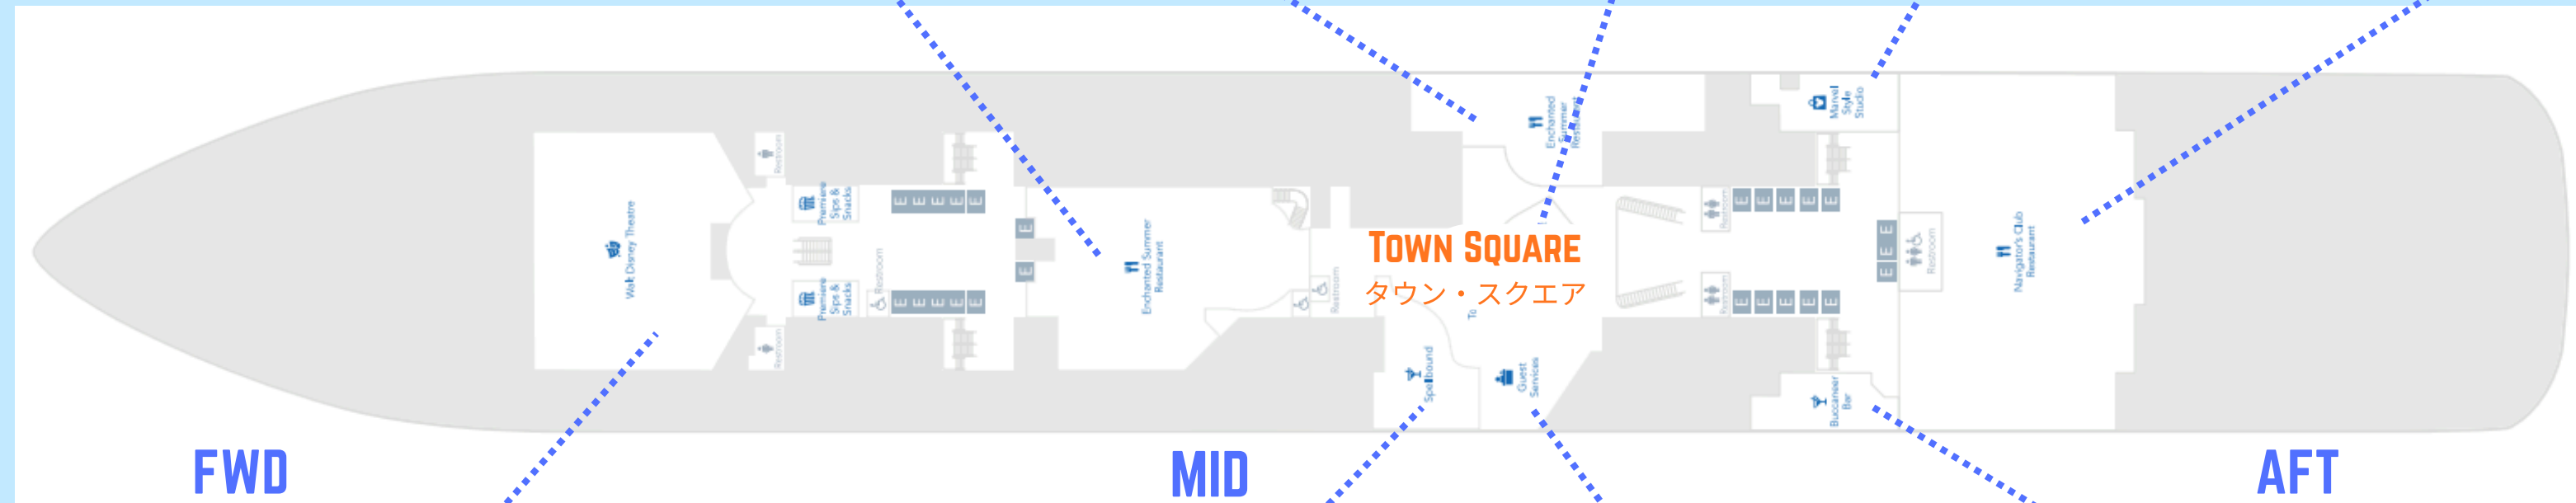 Walt Disney Theatre
Restroom
Restroom
Premiere
Sips &
Snacks
Premiere
Sips &
Snacks
Restroom
E E E E E
E E E E E
E
E
Enchanted Summer
Restaurant
Restroom
TOWN SQUARE
タウン・スクエア
To
Enchanted
Summer
Restaurant
Spellbound
Guest
Services
Restroom
Restroom
E E E E E
E E E E E
Marvel
Style
Studio
Buccaneer
Bar
E E E
Restroom
Navigator's Club
Restaurant
FWD
MID
AFT